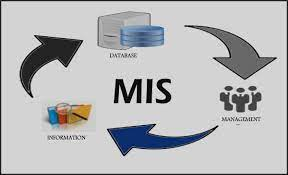 DATABASE
MIS
INFORMATION
MANAGEMENT